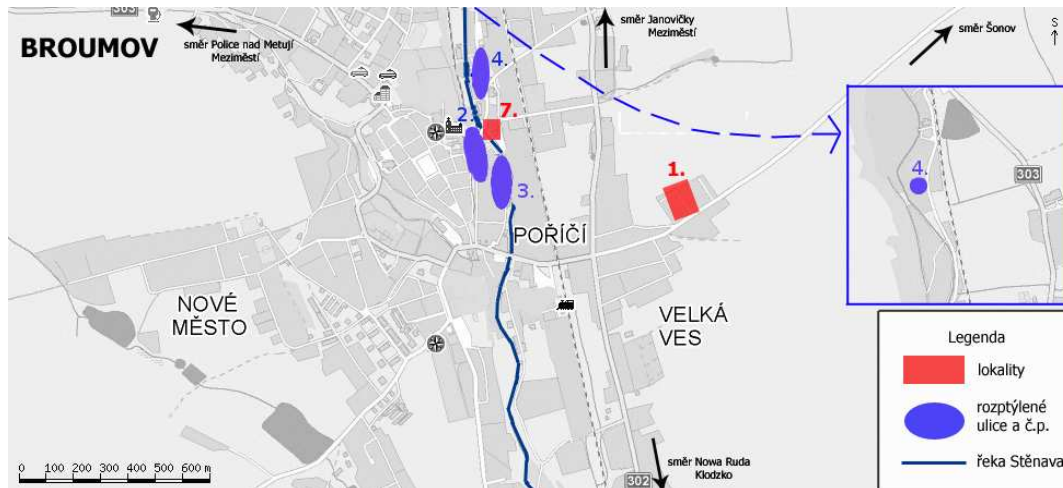 303
BROUMOV
směr Police nad Metují
Meziměstí
směr Janovičky
Meziměstí
směr Šonov
S
4.
2.
7.
3.
1.
4.
303
POŘÍČÍ
NOVÉ
MĚSTO
VELKÁ
VES
Legenda
lokality
rozptýlené
ulice a č.p.
řeka Stěnava
0 100 200 300 400 500 600 m
302
směr Nowa Ruda
Klodzko